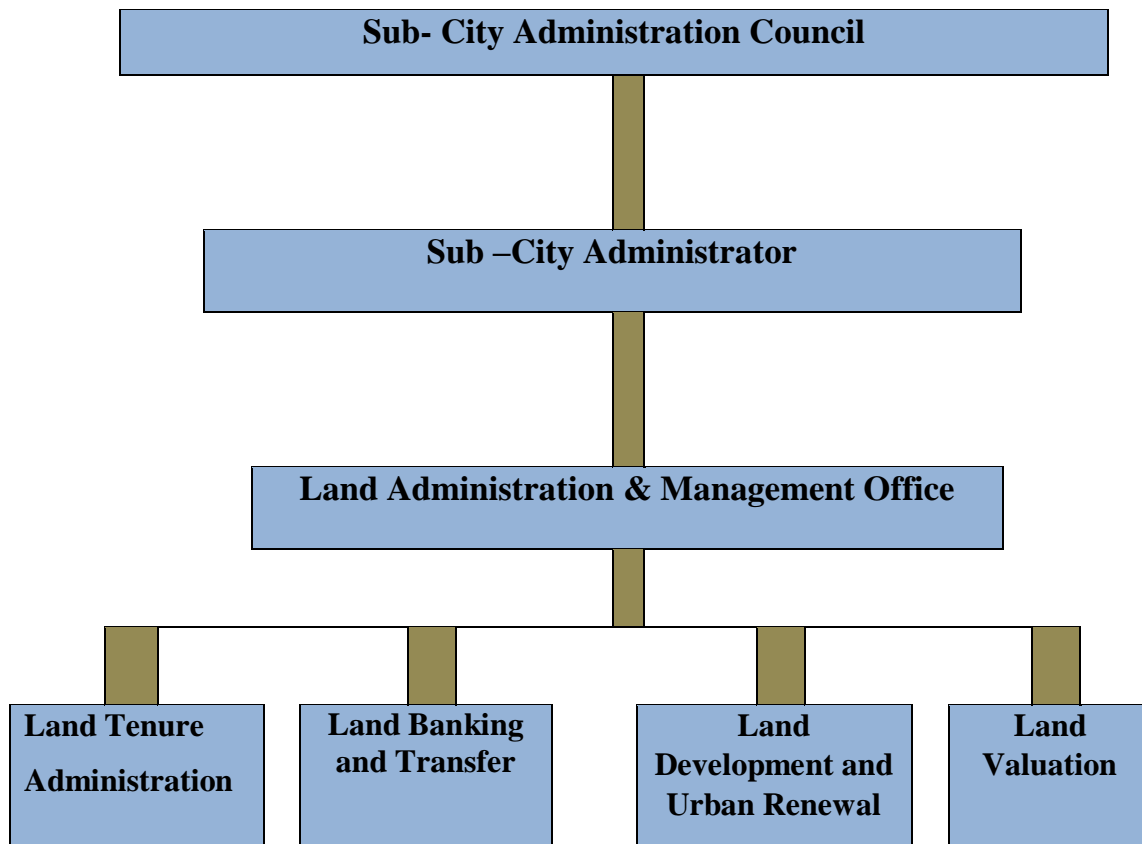 Sub- City Administration Council
Sub –City Administrator
Land Administration & Management Office
Land Tenure
Administration
Land Banking
and Transfer
Land
Development and
Urban Renewal
Land
Valuation